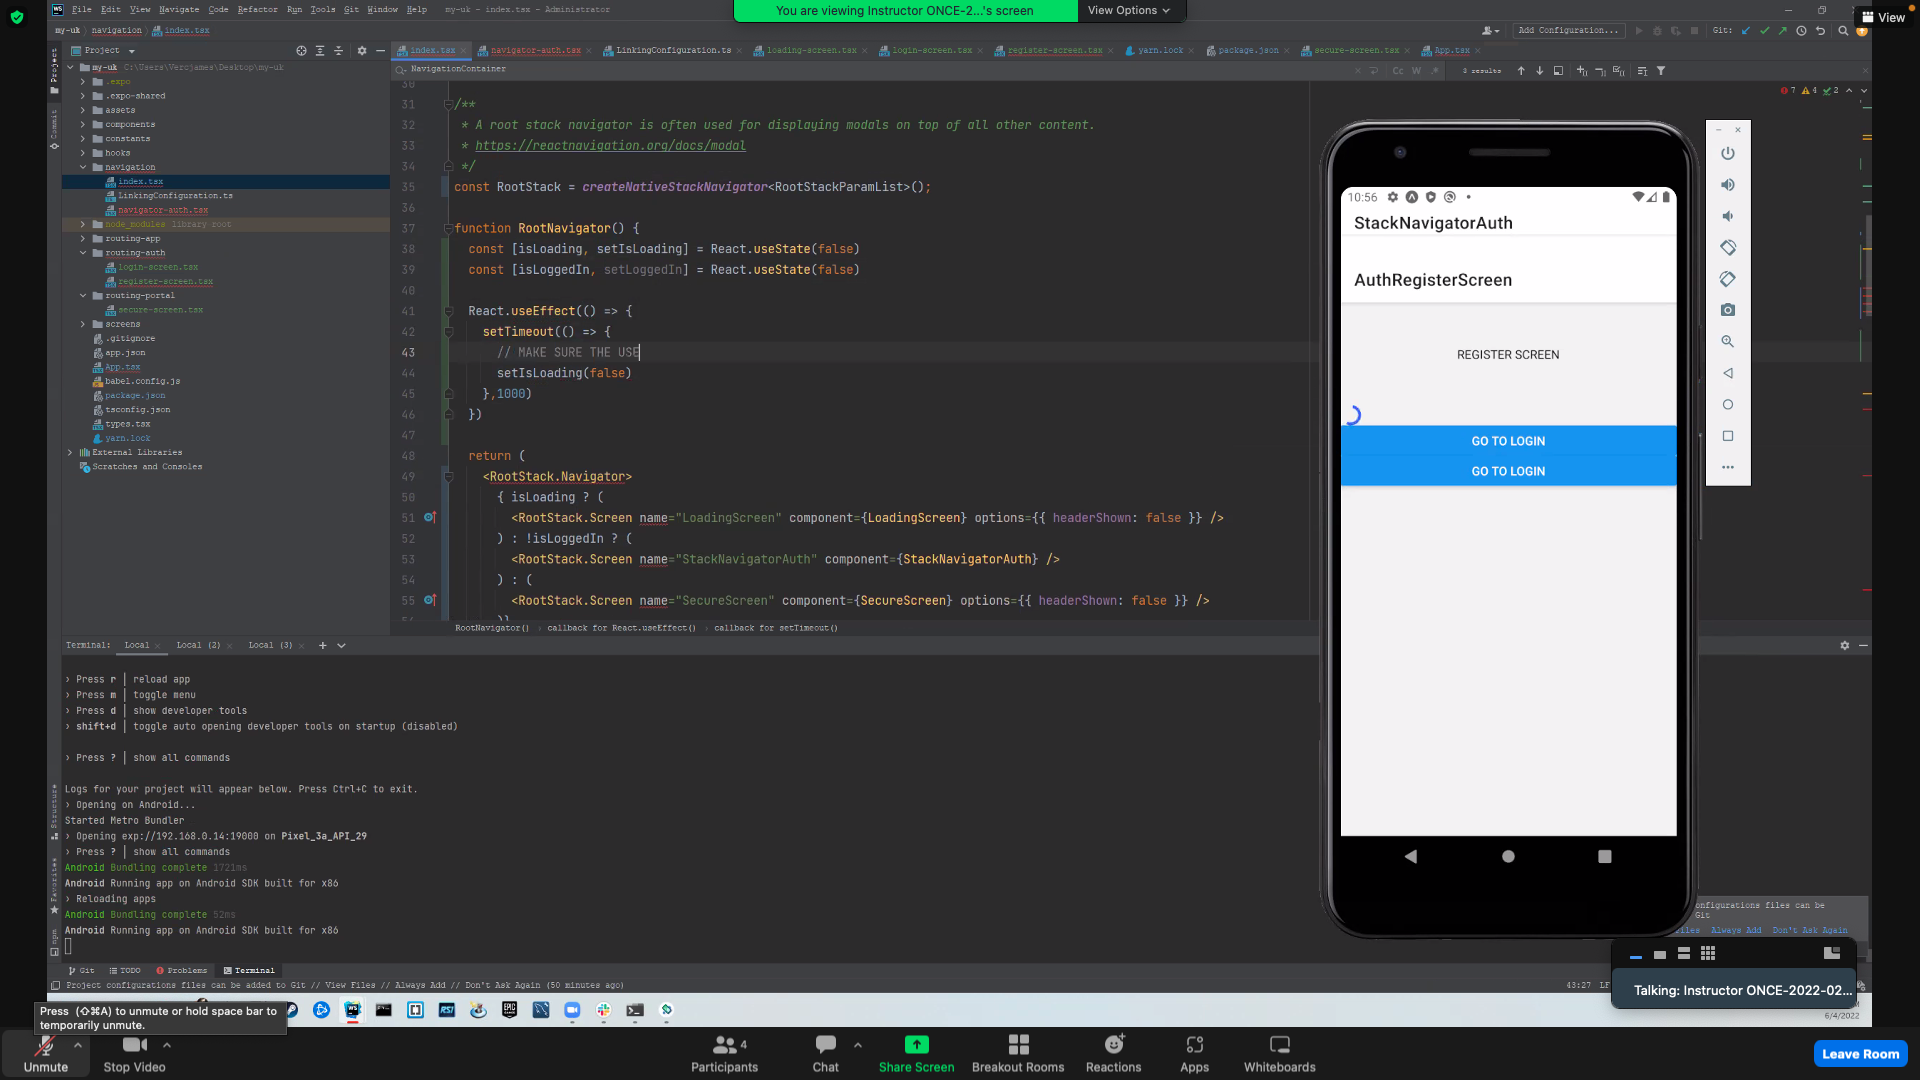 You are viewing Instructor ONCE-2...'s screen
View Options
View
File Edit View Navigate Code Refactor Run Tools Git Window Help my-uk - index.tsx - Administrator
my-uk navigation index.tsx
Add Configuration...
Git:
Project
my-uk C:\Users\Vercjames\Desktop\my-uk
.expo
.expo-shared
assets
components
constants
hooks
navigation
index.tsx
LinkingConfiguration.ts
navigator-auth.tsx
node_modules library root
routing-app
routing-auth
login-screen.tsx
register-screen.tsx
routing-portal
secure-screen.tsx
screens
.gitignore
app.json
App.tsx
babel.config.js
package.json
tsconfig.json
types.tsx
yarn.lock
External Libraries
Scratches and Consoles
Project
Commit
Structure
Favorites
npm
index.tsx navigator-auth.tsx LinkingConfiguration.ts loading-screen.tsx login-screen.tsx register-screen.tsx yarn.lock package.json secure-screen.tsx App.tsx
NavigationContainer
Cc W
results
7 4 2
30
31 /**
32 * A root stack navigator is often used for displaying modals on top of all other content.
33 * https://reactnavigation.org/docs/modal
34 */
35 const RootStack = createNativeStackNavigator<RootStackParamList>();
36
37 function RootNavigator() {
38 const [isLoading, setIsLoading] = React.useState(false)
39 const [isLoggedIn, setLoggedIn] = React.useState(false)
40
41 React.useEffect(() => {
42 setTimeout(() => {
43 // MAKE SURE THE USE
44 setIsLoading(false)
45 },1000)
46 })
47
48 return (
49 <RootStack.Navigator>
50 { isLoading ? (
51 <RootStack.Screen name="LoadingScreen" component={LoadingScreen} options={{ headerShown: false }} />
52 ) : !isLoggedIn ? (
53 <RootStack.Screen name="StackNavigatorAuth" component={StackNavigatorAuth} />
54 ) : (
55 <RootStack.Screen name="SecureScreen" component={SecureScreen} options={{ headerShown: false }} />
)}
RootNavigator() callback for React.useEffect() callback for setTimeout()
Terminal: Local Local (2) Local (3)
› Press r | reload app
› Press m | toggle menu
› Press d | show developer tools
› shift+d | toggle auto opening developer tools on startup (disabled)
› Press ? | show all commands
Logs for your project will appear below. Press Ctrl+C to exit.
› Opening on Android...
Started Metro Bundler
› Opening exp://192.168.0.14:19000 on Pixel_3a_API_29
› Press ? | show all commands
Android Bundling complete 1721ms
Android Running app on Android SDK built for x86
› Reloading apps
Android Bundling complete 52ms
Android Running app on Android SDK built for x86
10:56
StackNavigatorAuth
AuthRegisterScreen
REGISTER SCREEN
GO TO LOGIN
GO TO LOGIN
onfigurations files can be
Git
iles Always Add Don't Ask Again
Git TODO Problems Terminal
Project configurations files can be added to Git // View Files // Always Add // Don't Ask Again (50 minutes ago)
43:27 LF
Talking: Instructor ONCE-2022-02...
6/4/2022
Press (⇧⌘A) to unmute or hold space bar to
temporarily unmute.
Unmute
Stop Video
4
Participants
Chat
Share Screen
Breakout Rooms
Reactions
Apps
Whiteboards
Leave Room